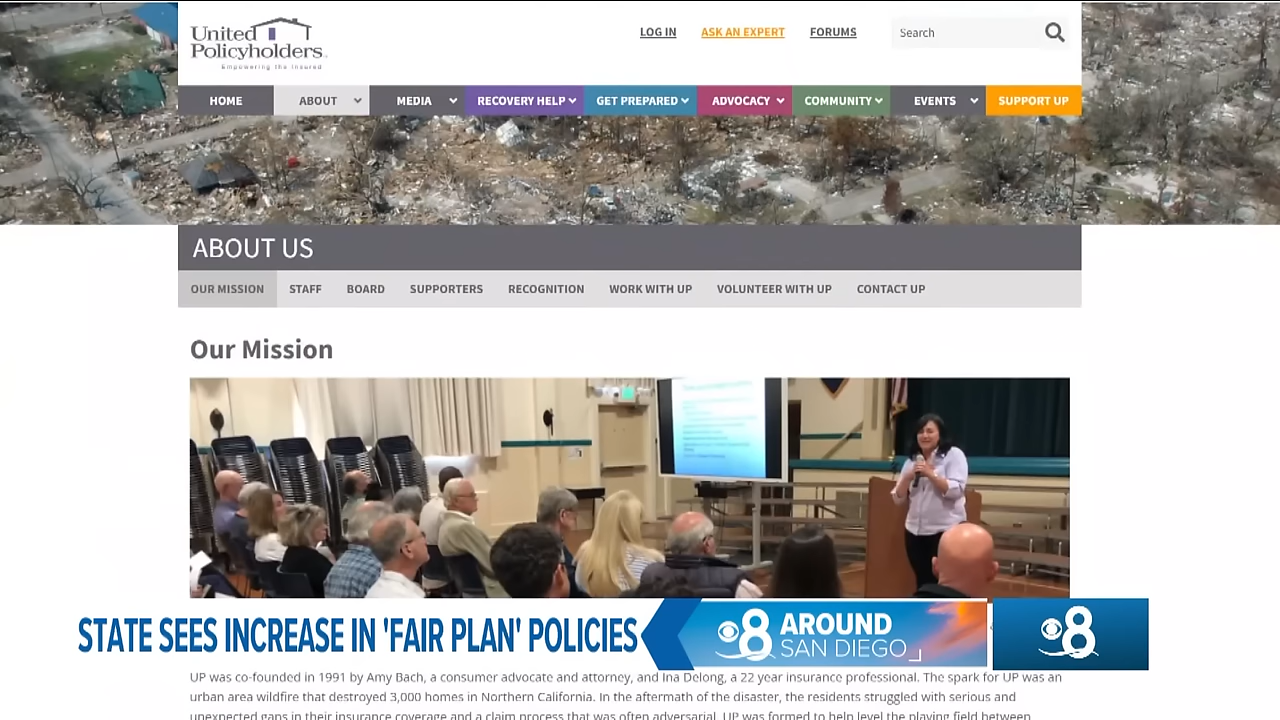 United
Policyholders
Empowering the Insured
LOG IN
ASK AN EXPERT
FORUMS
Search
HOME
ABOUT
MEDIA
RECOVERY HELP
GET PREPARED
ADVOCACY
COMMUNITY
EVENTS
SUPPORT UP
ABOUT US
OUR MISSION
STAFF
BOARD
SUPPORTERS
RECOGNITION
WORK WITH UP
VOLUNTEER WITH UP
CONTACT UP
Our Mission
STATE SEES INCREASE IN 'FAIR PLAN' POLICIES
8 AROUND
SAN DIEGO
8
UP was co-founded in 1991 by Amy Bach, a consumer advocate and attorney, and Ina Delong, a 22 year insurance professional. The spark for UP was an
urban area wildfire that destroyed 3,000 homes in Northern California. In the aftermath of the disaster, the residents struggled with serious and
unexpected gaps in their insurance coverage and a claim process that was often adversarial. UP was formed to help level the playing field between